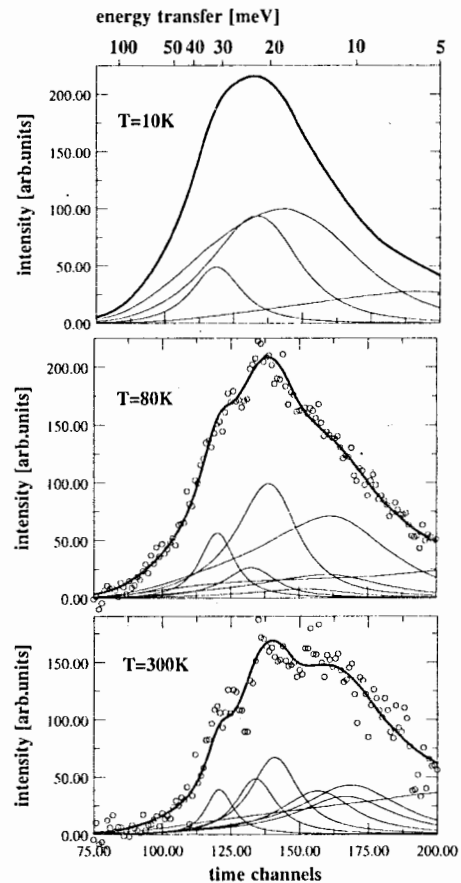 energy transfer [meV]
100 50 40 30 20 10 5
T=10K
200.00
150.00
100.00
50.00
0.00
intensity [arb.units]
T=80K
200.00
150.00
100.00
50.00
0.00
intensity [arb.units]
T=300K
150.00
100.00
50.00
0.00
intensity [arb.units]
75.00 100.00 125.00 150.00 175.00 200.00
time channels